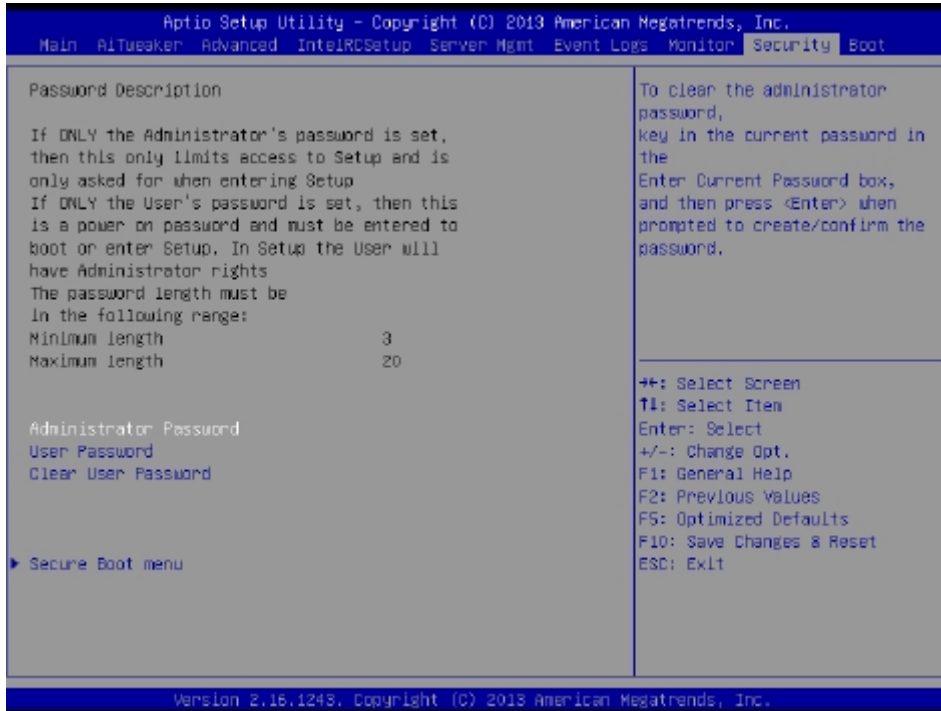 Aptio Setup Utility - Copyright (C) 2013 American Megatrends, Inc.
Main AiTweaker Advanced IntelRCSetup Server Mgmt Event Logs Monitor Security Boot
Password Description
If ONLY the Administrator's password is set,
then this only limits access to Setup and is
only asked for when entering Setup
If ONLY the User's password is set, then this
is a power on password and must be entered to
boot or enter Setup. In Setup the User will
have Administrator rights
The password length must be
in the following range:
Minimum length 3
Maximum length 20
Administrator Password
User Password
Clear User Password
Secure Boot menu
To clear the administrator
password,
key in the current password in
the
Enter Current Password box,
and then press <Enter> when
prompted to create/confirm the
password.
→←: Select Screen
↑↓: Select Item
Enter: Select
+/-: Change Opt.
F1: General Help
F2: Previous Values
F5: Optimized Defaults
F10: Save Changes & Reset
ESC: Exit
Version 2.16.1243. Copyright (C) 2013 American Megatrends, Inc.